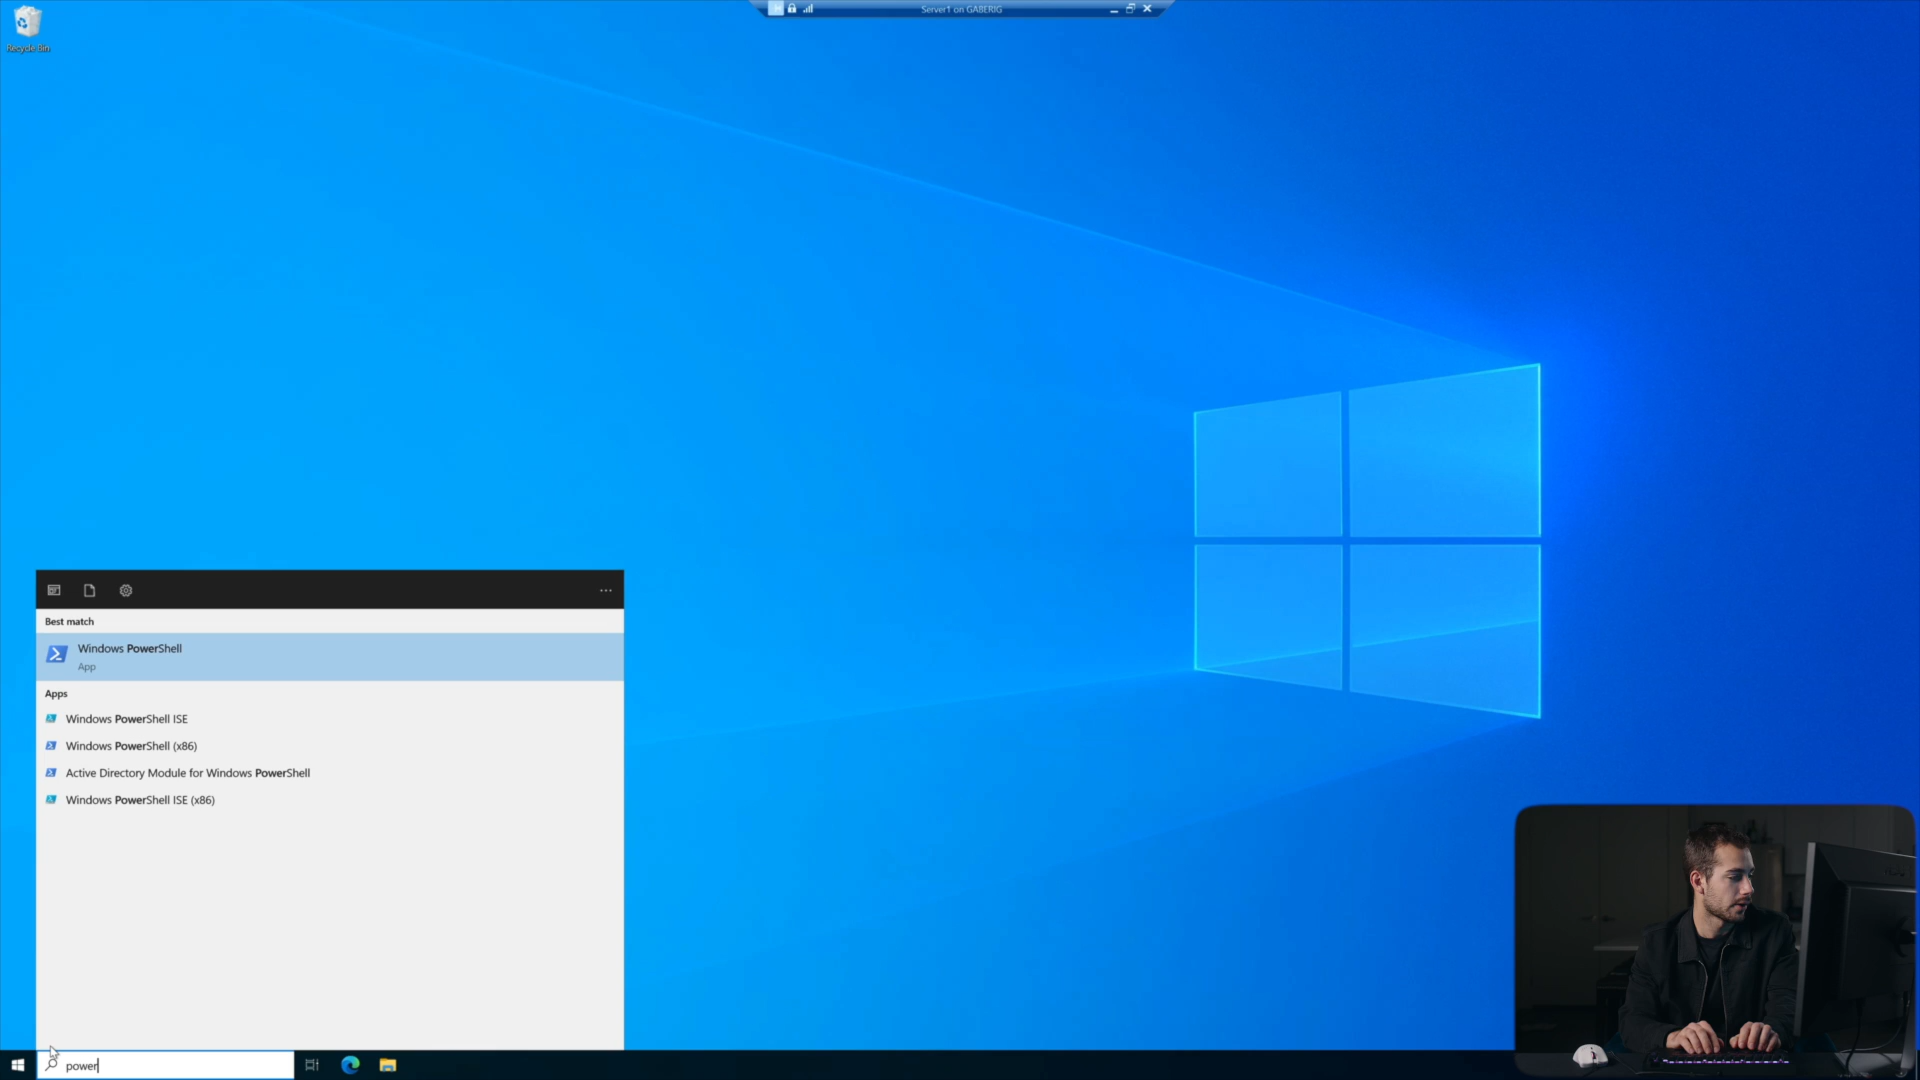 Server1 on GABERIG
Recycle Bin
Best match
Windows PowerShell
App
Apps
Windows PowerShell ISE
Windows PowerShell (x86)
Active Directory Module for Windows PowerShell
Windows PowerShell ISE (x86)
power